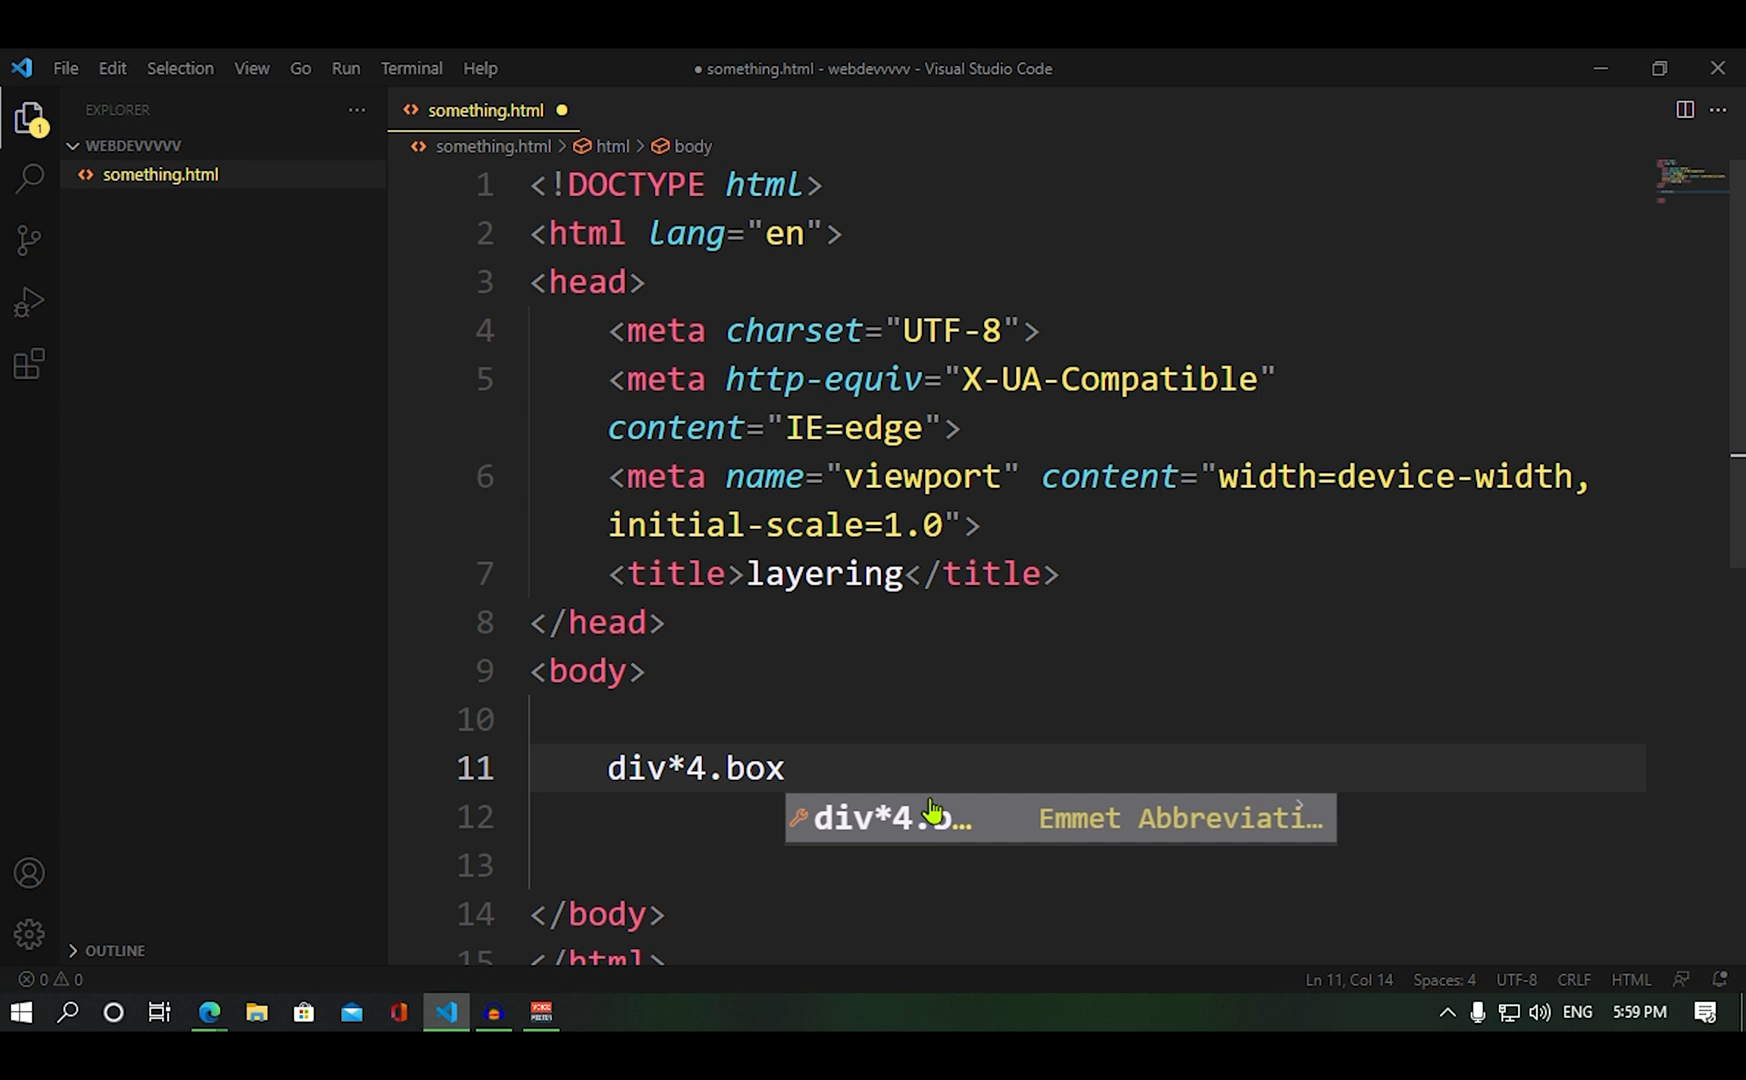 File Edit Selection View Go Run Terminal Help
● something.html - webdevvvvv - Visual Studio Code
EXPLORER
1
WEBDEVVVVV
something.html
something.html
something.html > html > body
1 <!DOCTYPE html>
2 <html lang="en">
3 <head>
4 <meta charset="UTF-8">
5 <meta http-equiv="X-UA-Compatible"
content="IE=edge">
6 <meta name="viewport" content="width=device-width,
initial-scale=1.0">
7 <title>layering</title>
8 </head>
9 <body>
10
11 div*4.box
12 div*4.b… Emmet Abbreviati…
13
14 </body>
15 </html>
OUTLINE
0 0
Ln 11, Col 14 Spaces: 4 UTF-8 CRLF HTML
ENG 5:59 PM